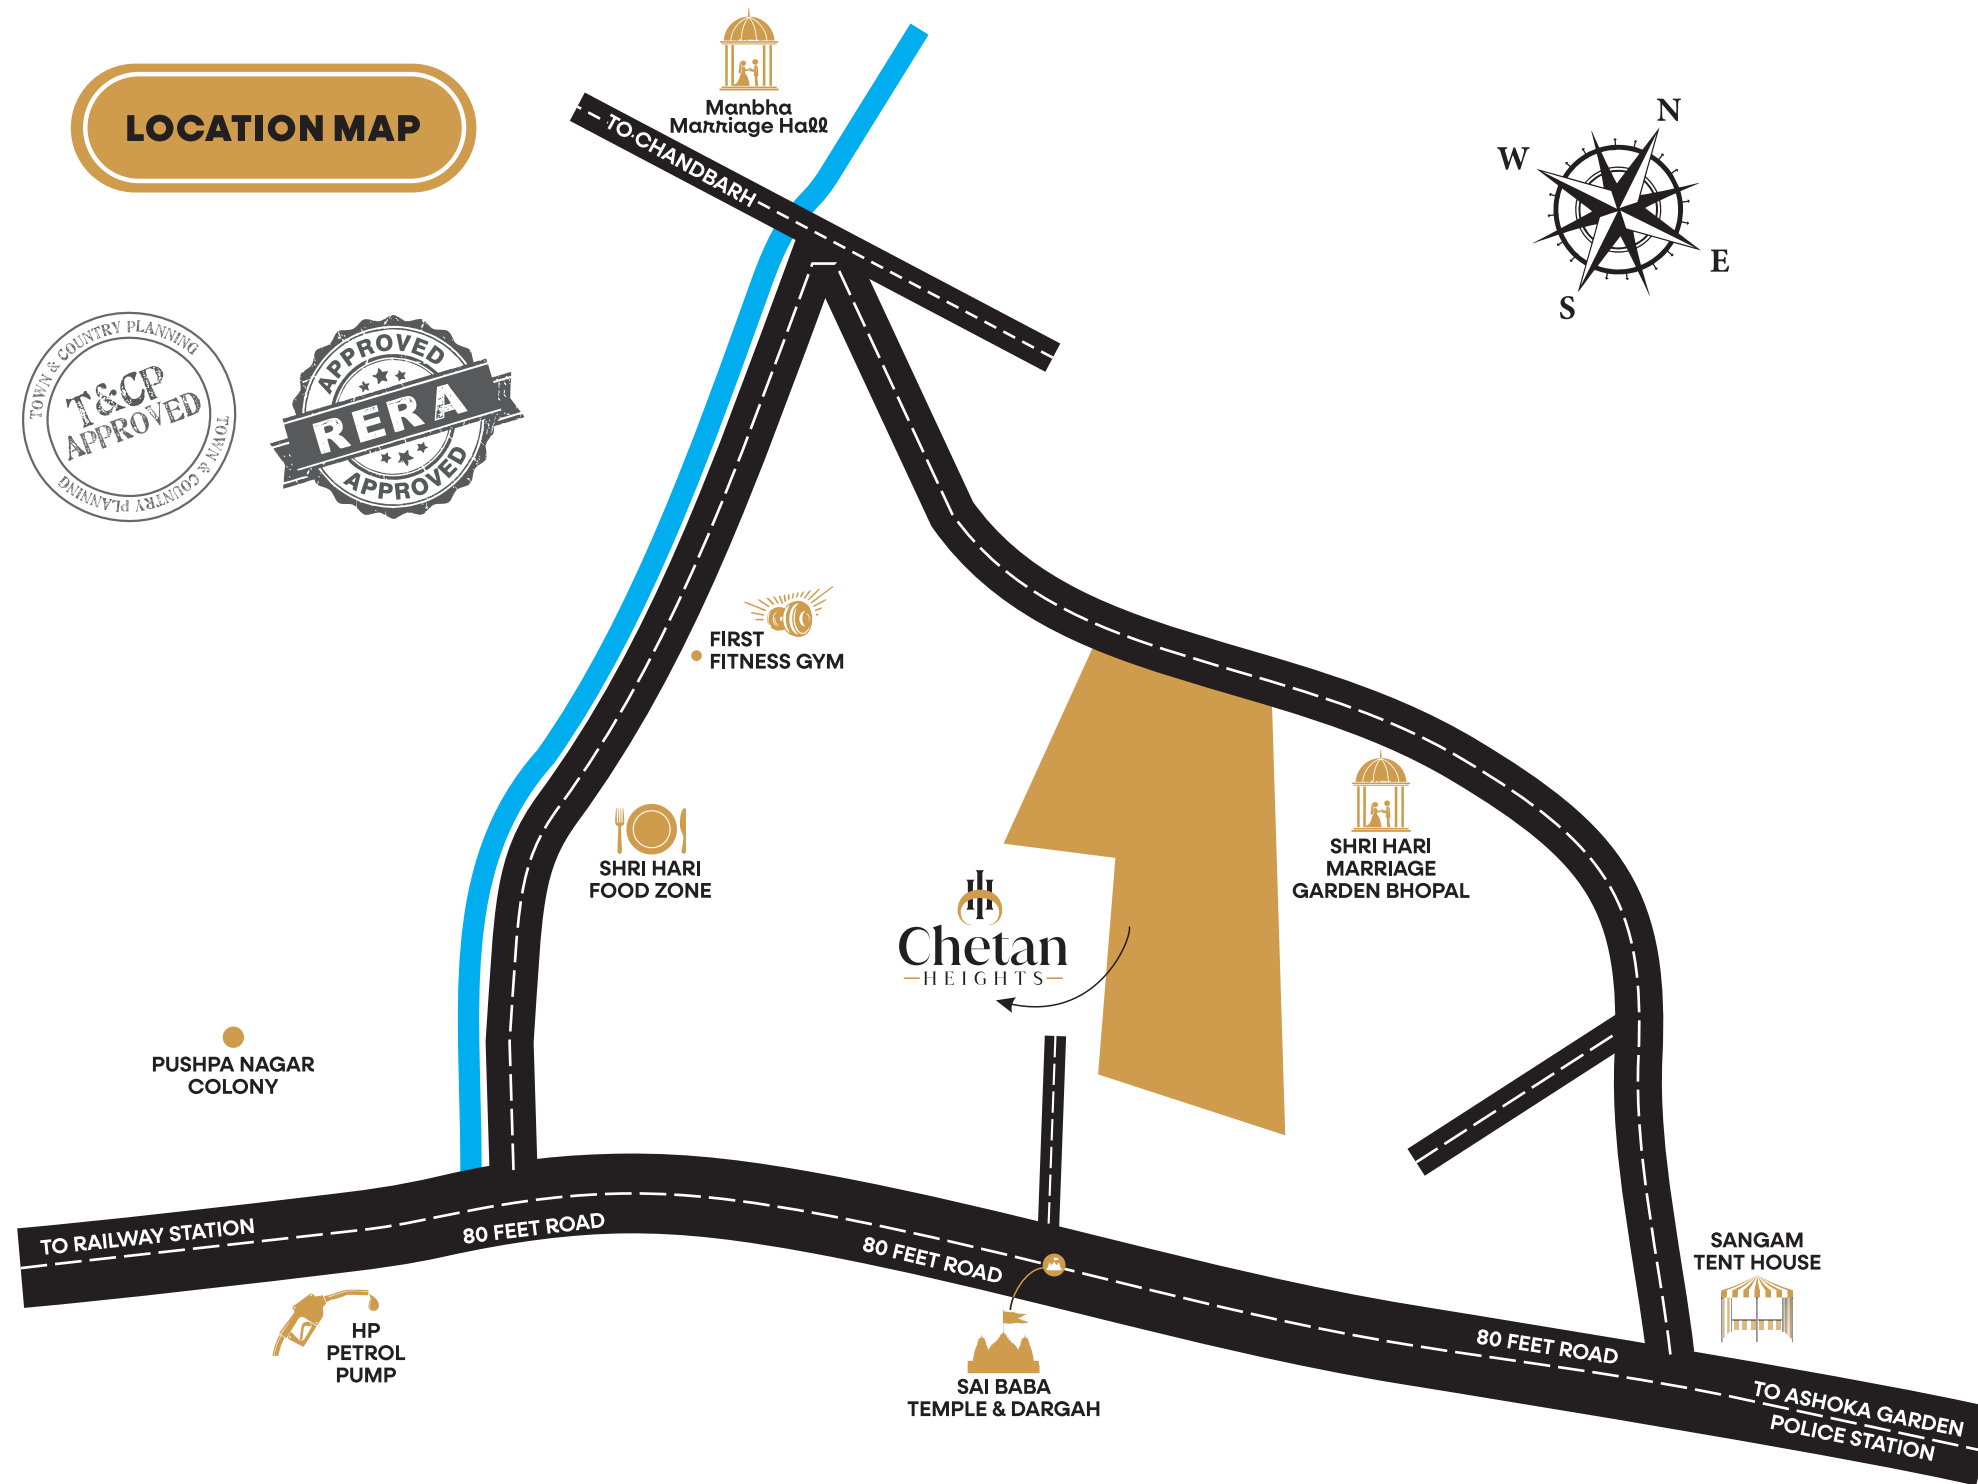 Manbha
Marriage Hall
LOCATION MAP
TO CHANDBARH
N
W
E
S
TOWN & COUNTRY PLANNING
T&CP
APPROVED
TOWN & COUNTRY PLANNING
APPROVED
RERA
APPROVED
FIRST
FITNESS GYM
SHRI HARI
FOOD ZONE
SHRI HARI
MARRIAGE
GARDEN BHOPAL
Chetan
HEIGHTS
PUSHPA NAGAR
COLONY
TO RAILWAY STATION
80 FEET ROAD
80 FEET ROAD
80 FEET ROAD
SANGAM
TENT HOUSE
HP
PETROL
PUMP
SAI BABA
TEMPLE & DARGAH
TO ASHOKA GARDEN
POLICE STATION